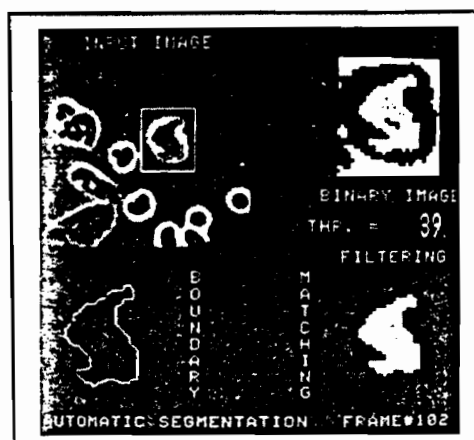 INPUT IMAGE
BINARY IMAGE
THR. = 39.
FILTERING
BOUNDARY
MATCHING
AUTOMATIC SEGMENTATION FRAME#102